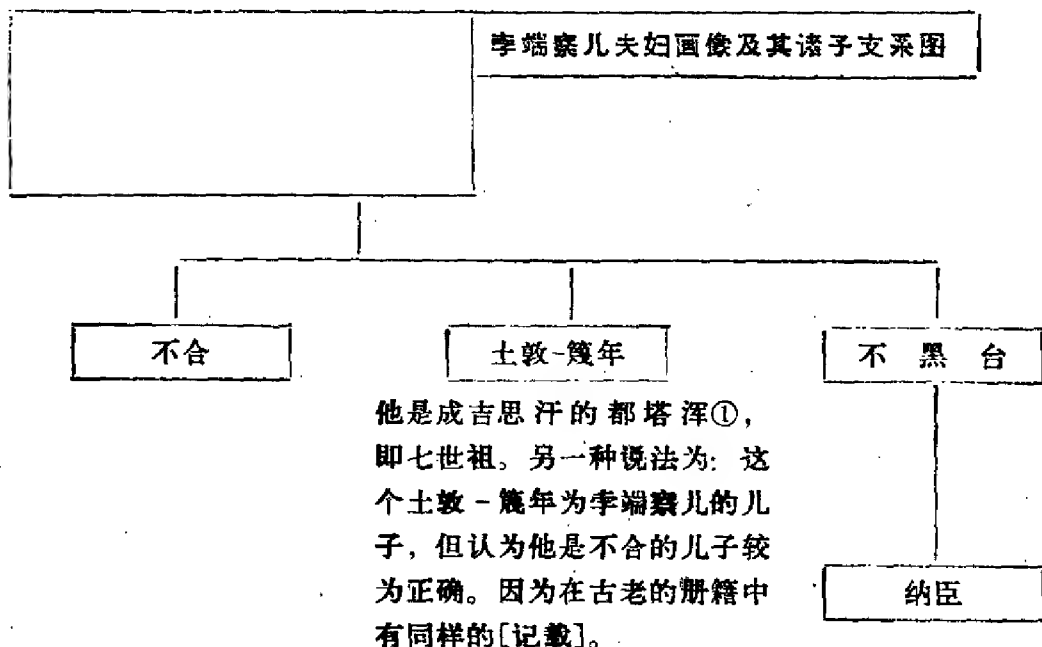 孛端察儿夫妇画像及其诸子支系图
不合
土敦-篾年
不黑台
他是成吉思汗的都塔浑①，
即七世祖。另一种说法为：这
个土敦-篾年为孛端察儿的儿
子，但认为他是不合的儿子较
为正确。因为在古老的册籍中
有同样的[记载]。
纳臣